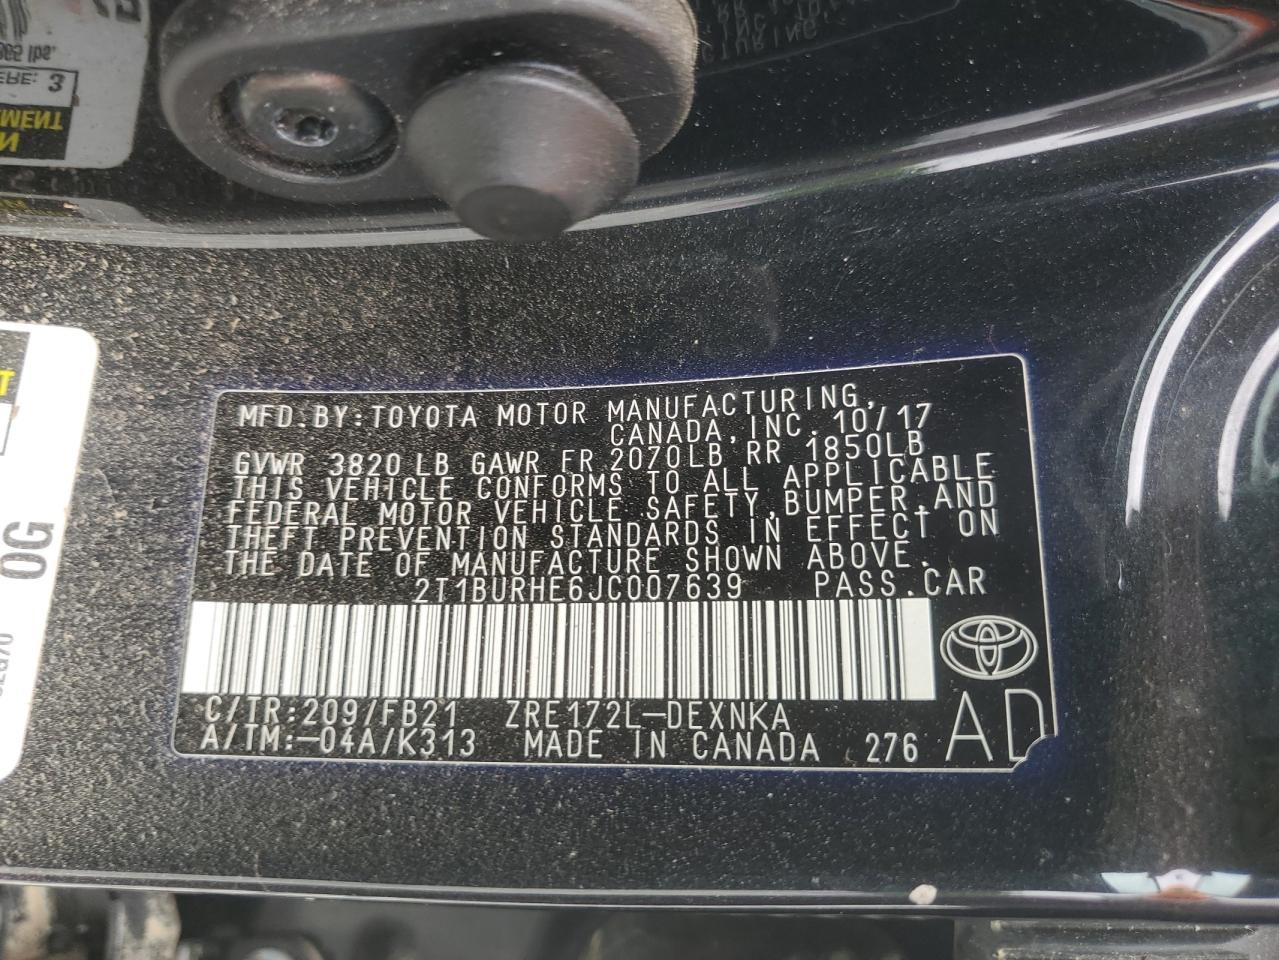 MFD.BY:TOYOTA MOTOR MANUFACTURING,
CANADA,INC. 10/17
GVWR 3820 LB GAWR FR 2070LB RR 1850LB
THIS VEHICLE CONFORMS TO ALL APPLICABLE
FEDERAL MOTOR VEHICLE SAFETY,BUMPER,AND
THEFT PREVENTION STANDARDS IN EFFECT ON
THE DATE OF MANUFACTURE SHOWN ABOVE.
2T1BURHE6JC007639 PASS.CAR
C/TR:209/FB21 ZRE172L-DEXNKA
A/TM:-04A/K313 MADE IN CANADA 276 AD
0G